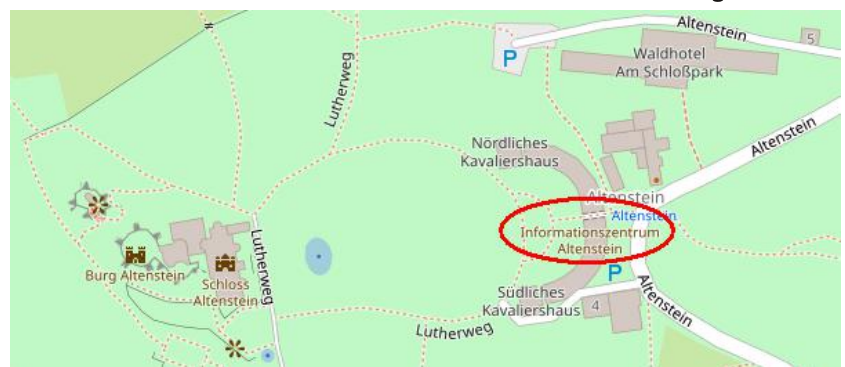 Altenstein
5
P
Waldhotel
Am Schloßpark
Lutherweg
Altenstein
Nördliches
Kavaliershaus
Altenstein
Altenstein
Informationszentrum
Altenstein
P
Burg Altenstein
Schloss
Altenstein
Lutherweg
Südliches
Kavaliershaus
4
Altenstein
Lutherweg